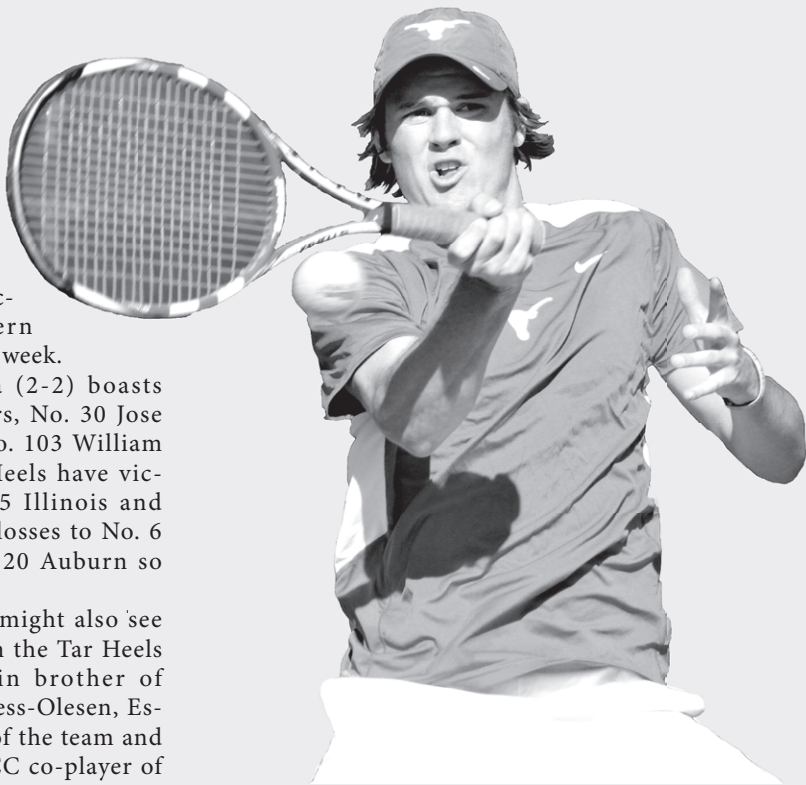 c-
ern
week.
(2-2) boasts
rs, No. 30 Jose
o. 103 William
Heels have vic-
5 Illinois and
losses to No. 6
20 Auburn so
might also see
n the Tar Heels
in brother of
ess-Olesen, Es-
of the team and
CC co-player of